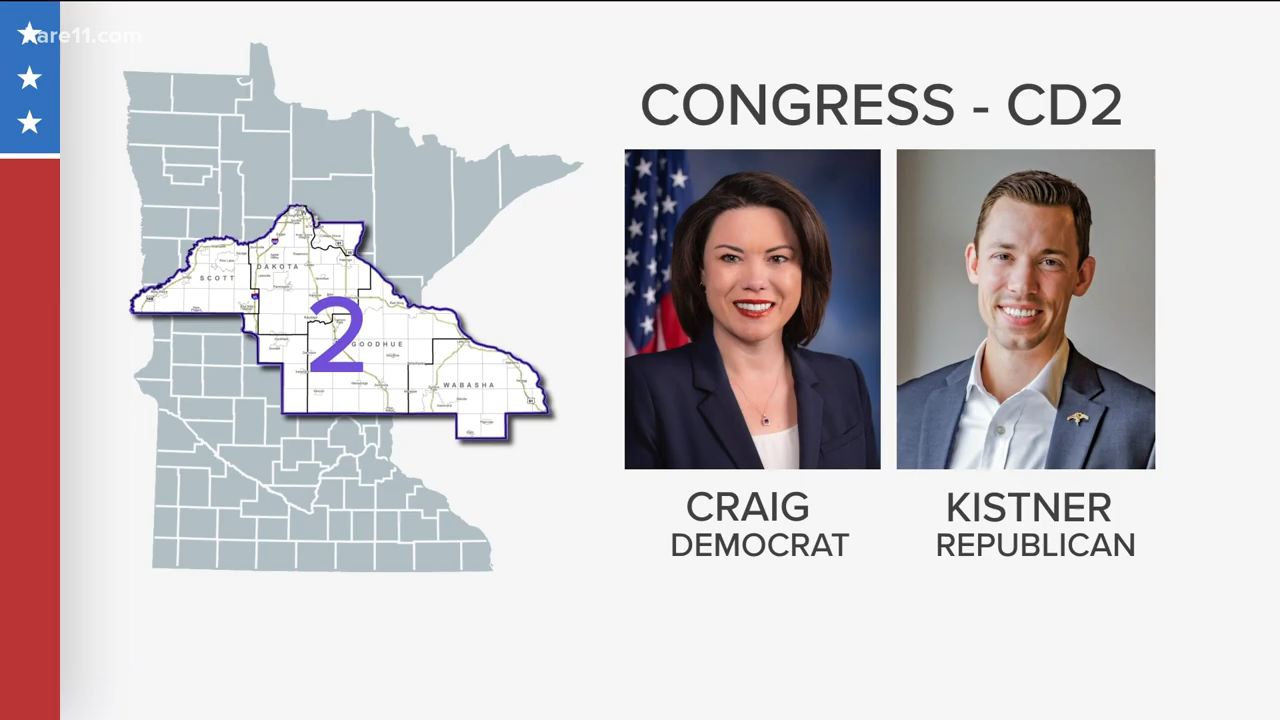 kare11.com
CONGRESS - CD2
SCOTT
DAKOTA
2
GOODHUE
WABASHA
CRAIG
DEMOCRAT
KISTNER
REPUBLICAN